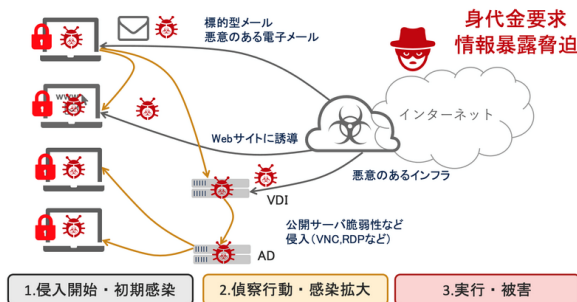 身代金要求
情報暴露脅迫
標的型メール
悪意のある電子メール
インターネット
www
Webサイトに誘導
悪意のあるインフラ
VDI
公開サーバ脆弱性など
侵入(VNC,RDPなど)
AD
1.侵入開始・初期感染
2.偵察行動・感染拡大
3.実行・被害